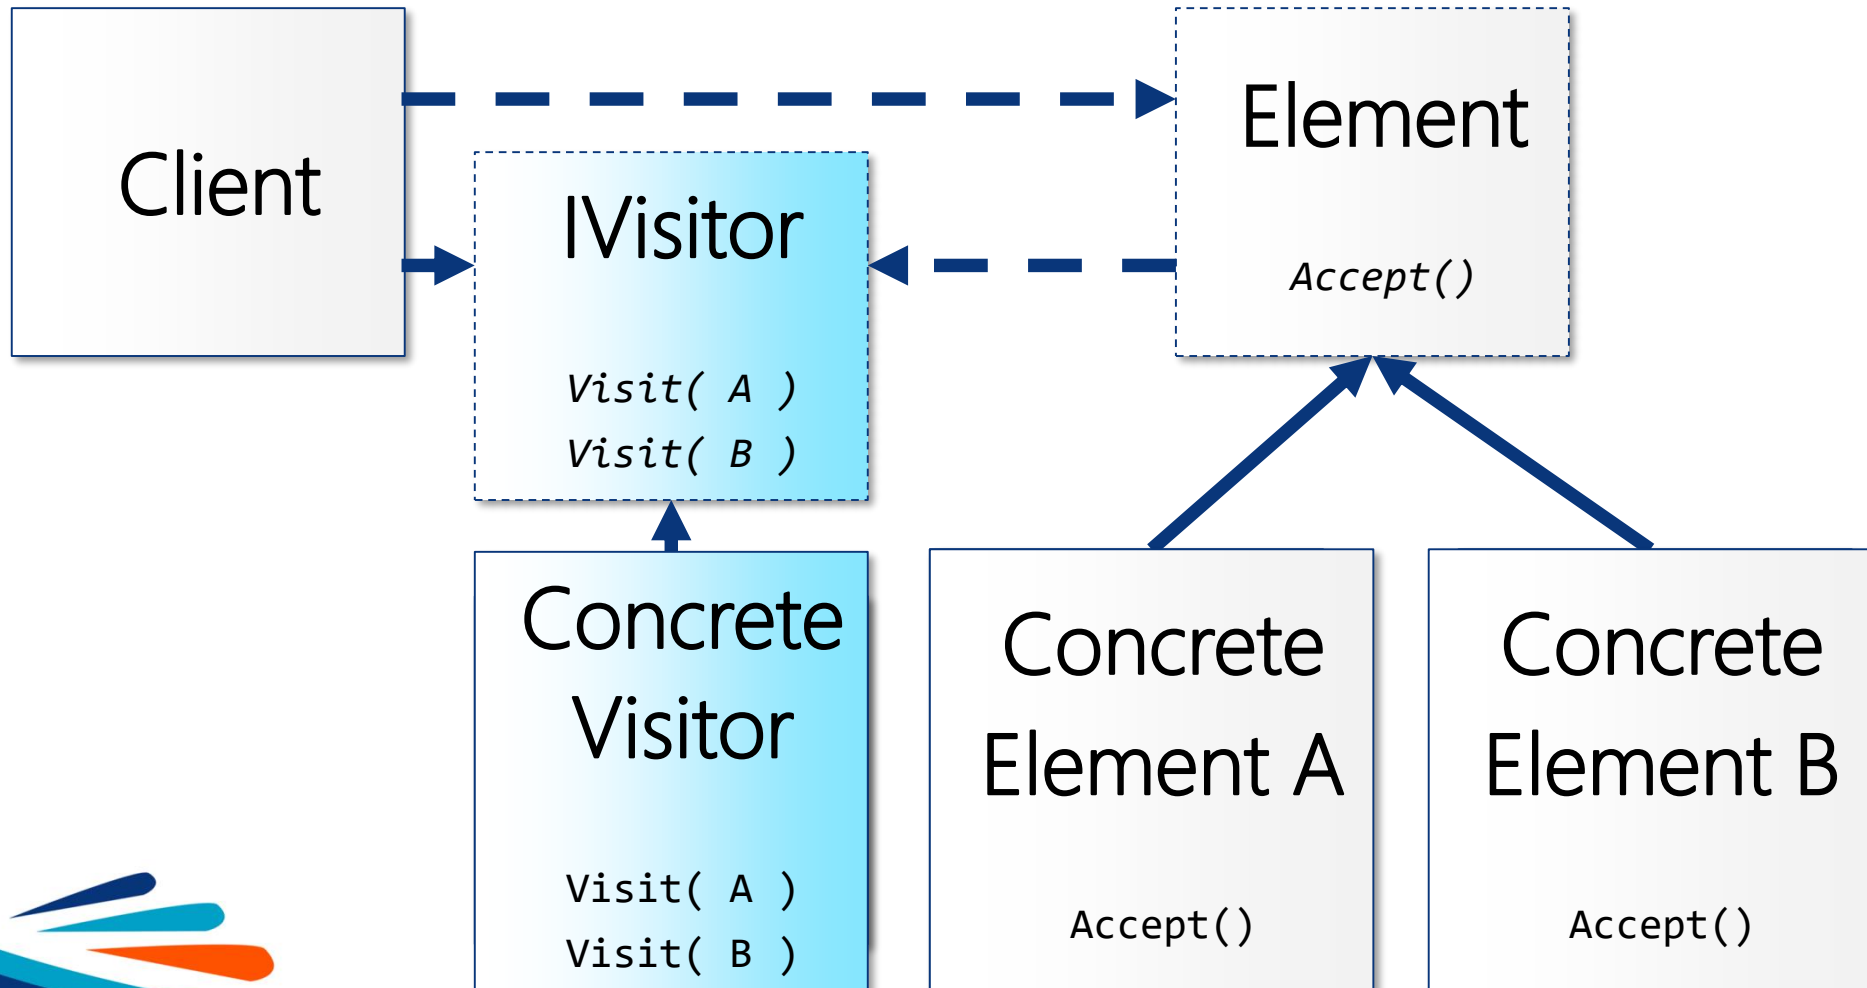 Client
IVisitor
Visit( A )
Visit( B )
Element
Accept()
Concrete
Visitor
Visit( A )
Visit( B )
Concrete
Element A
Accept()
Concrete
Element B
Accept()